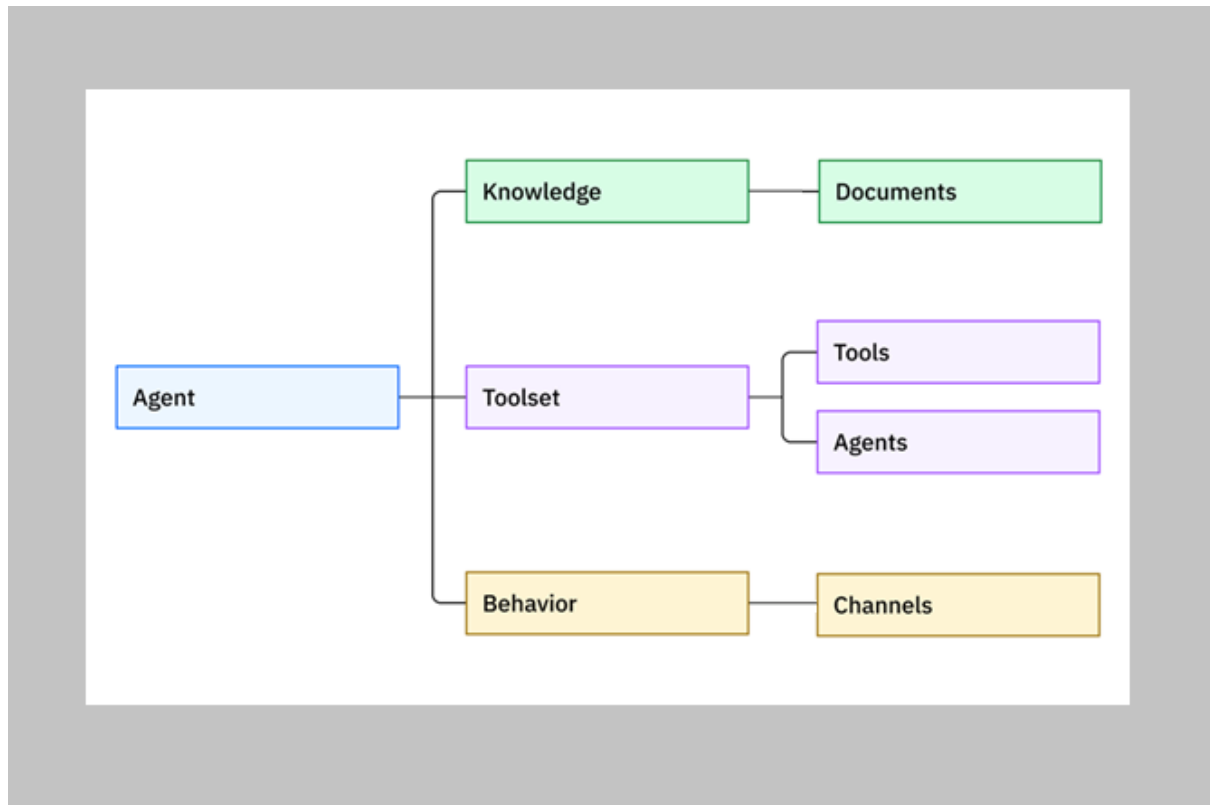 Knowledge
Documents
Tools
Agent
Toolset
Agents
Behavior
Channels